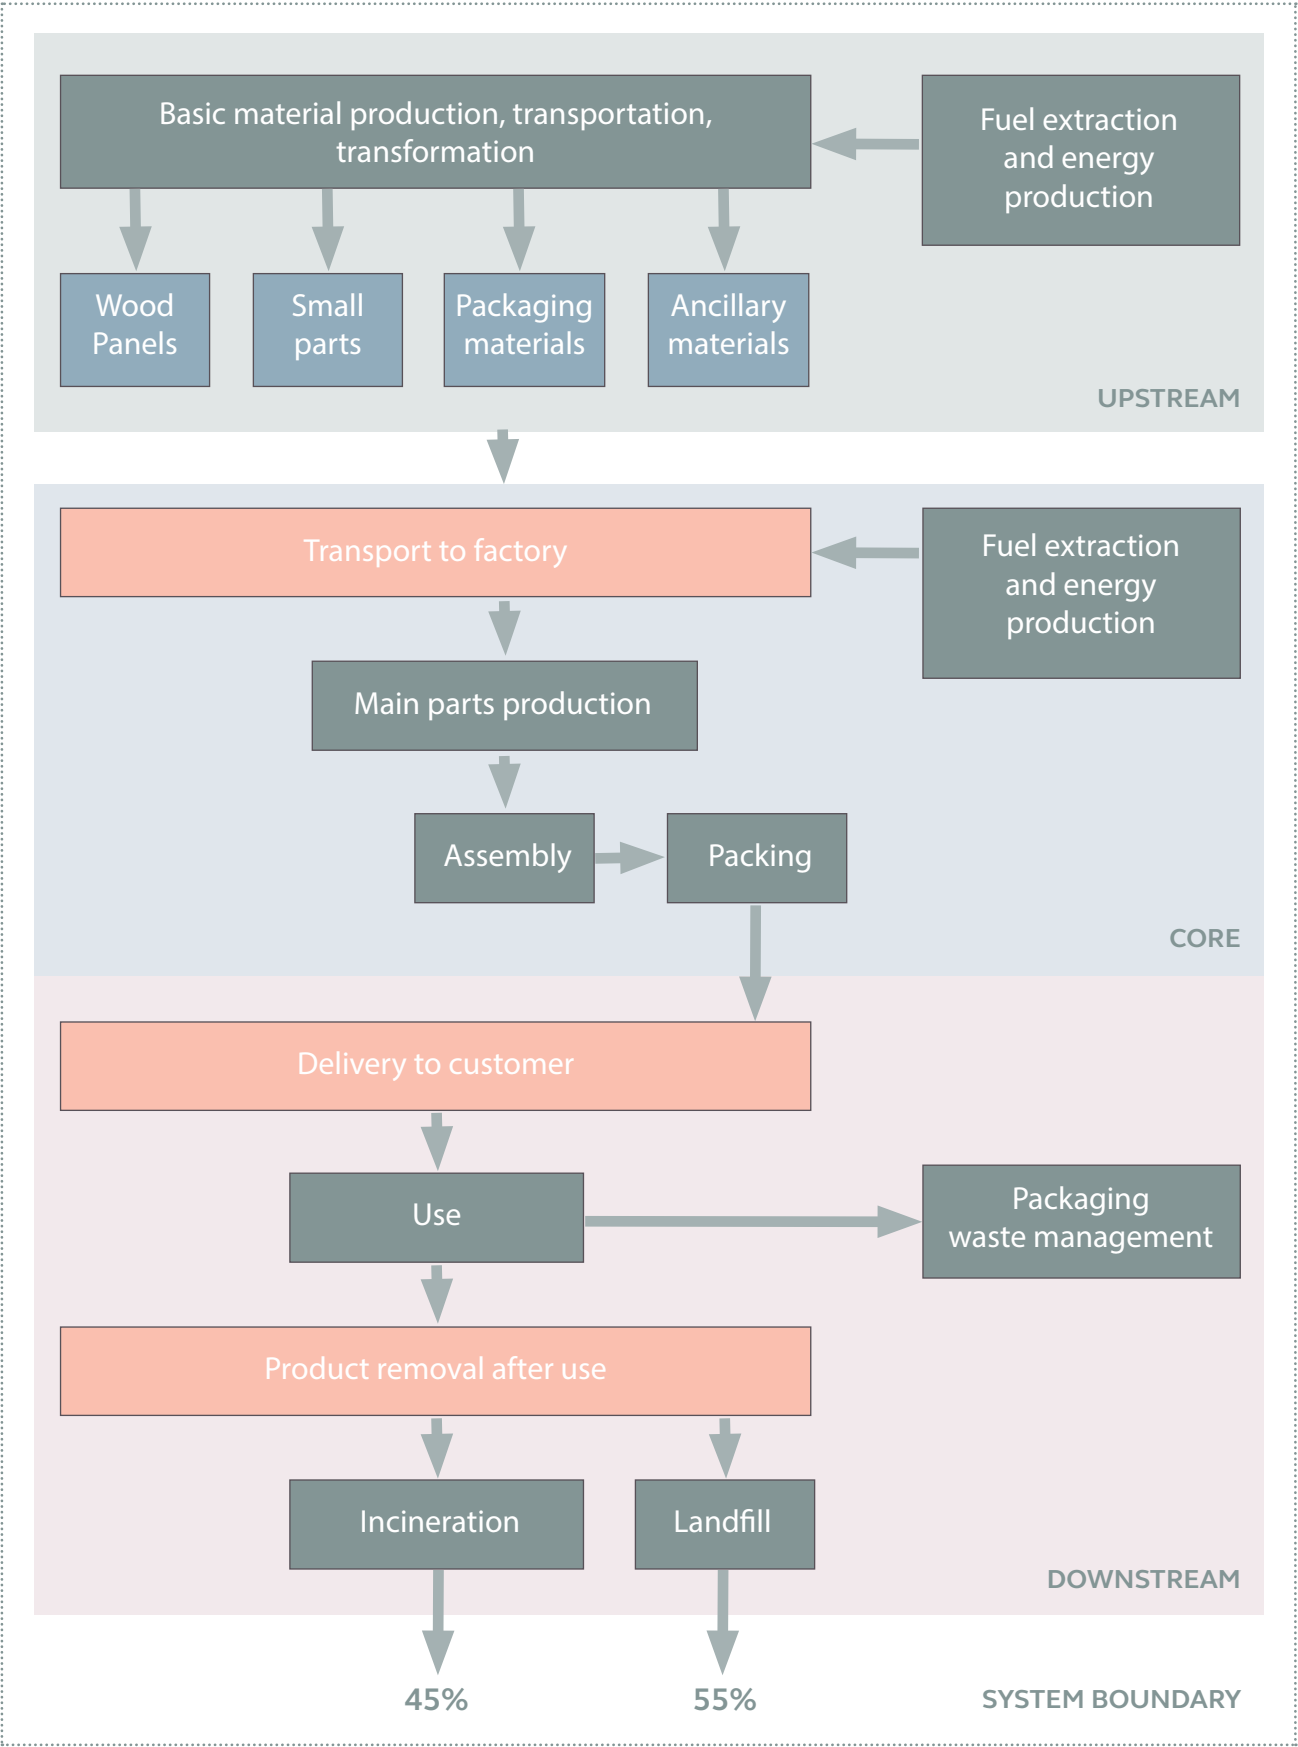 Basic material production, transportation,
transformation
Fuel extraction
and energy
production
Wood
Panels
Small
parts
Packaging
materials
Ancillary
materials
UPSTREAM
Transport to factory
Fuel extraction
and energy
production
Main parts production
Assembly
Packing
CORE
Delivery to customer
Use
Packaging
waste management
Product removal after use
Incineration
Landfill
DOWNSTREAM
45%
55%
SYSTEM BOUNDARY